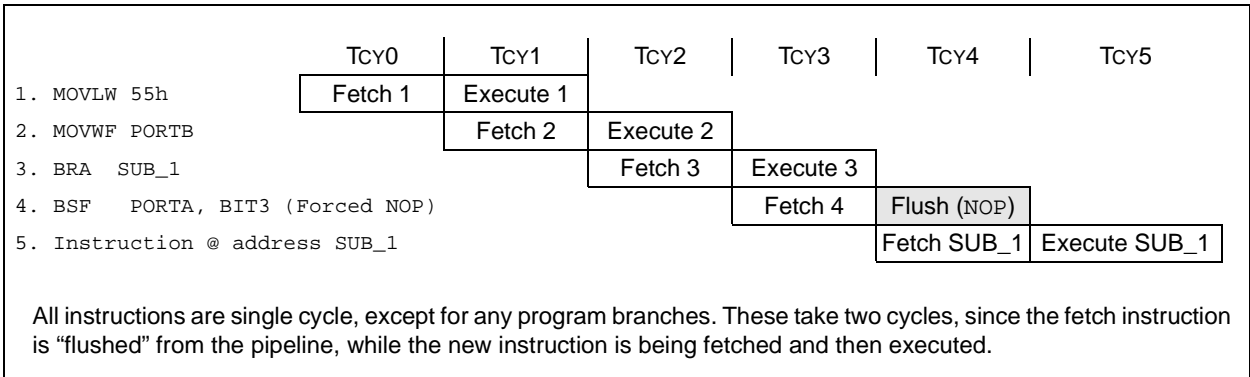 TCY0 TCY1 TCY2 TCY3 TCY4 TCY5
1. MOVLW 55h Fetch 1 Execute 1
2. MOVWF PORTB Fetch 2 Execute 2
3. BRA SUB_1 Fetch 3 Execute 3
4. BSF PORTA, BIT3 (Forced NOP) Fetch 4 Flush (NOP)
5. Instruction @ address SUB_1 Fetch SUB_1 Execute SUB_1
All instructions are single cycle, except for any program branches. These take two cycles, since the fetch instruction
is “flushed” from the pipeline, while the new instruction is being fetched and then executed.